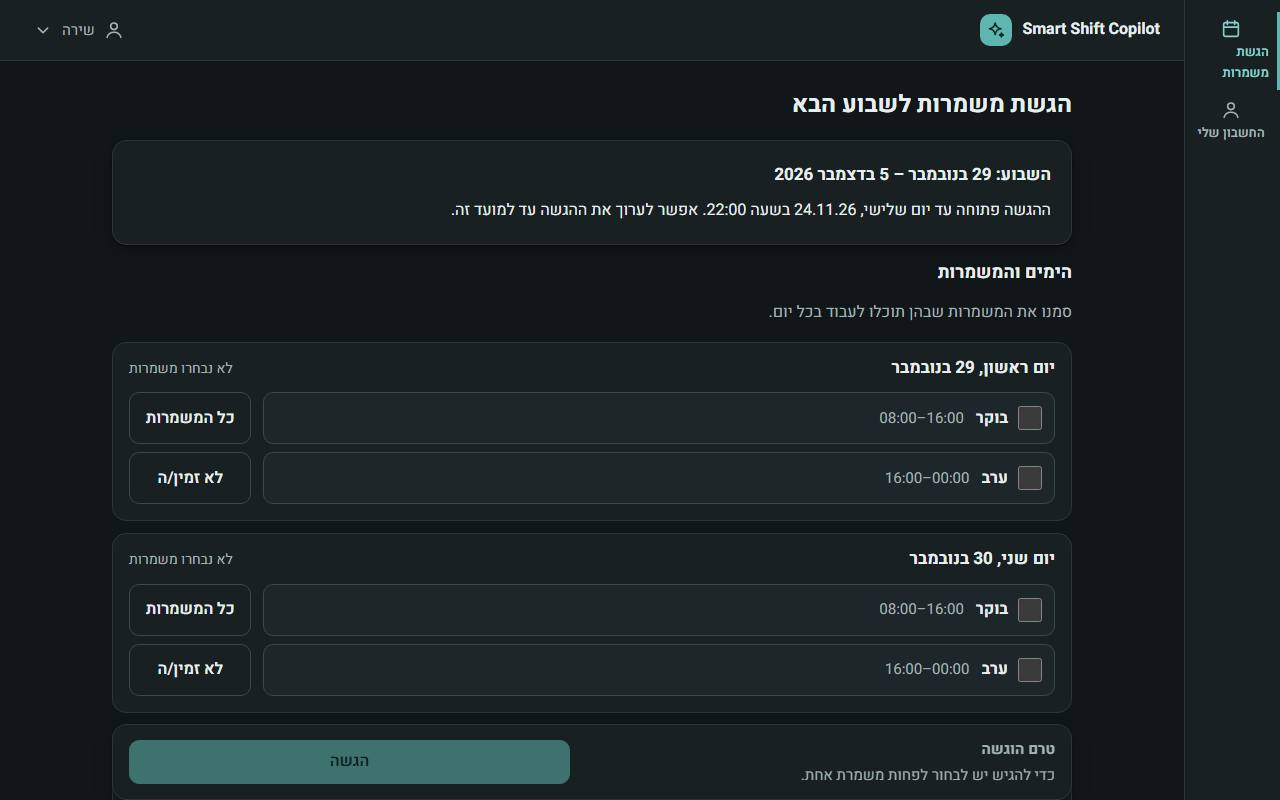 Smart Shift Copilot
שירה
הגשת
משמרות
החשבון שלי
הגשת משמרות לשבוע הבא
השבוע: 29 בנובמבר – 5 בדצמבר 2026
ההגשה פתוחה עד יום שלישי, 24.11.26 בשעה 22:00. אפשר לערוך את ההגשה עד למועד זה.
הימים והמשמרות
סמנו את המשמרות שבהן תוכלו לעבוד בכל יום.
יום ראשון, 29 בנובמבר
לא נבחרו משמרות
בוקר 08:00–16:00
כל המשמרות
ערב 16:00–00:00
לא זמין/ה
יום שני, 30 בנובמבר
לא נבחרו משמרות
בוקר 08:00–16:00
כל המשמרות
ערב 16:00–00:00
לא זמין/ה
טרם הוגשה
כדי להגיש יש לבחור לפחות משמרת אחת.
הגשה